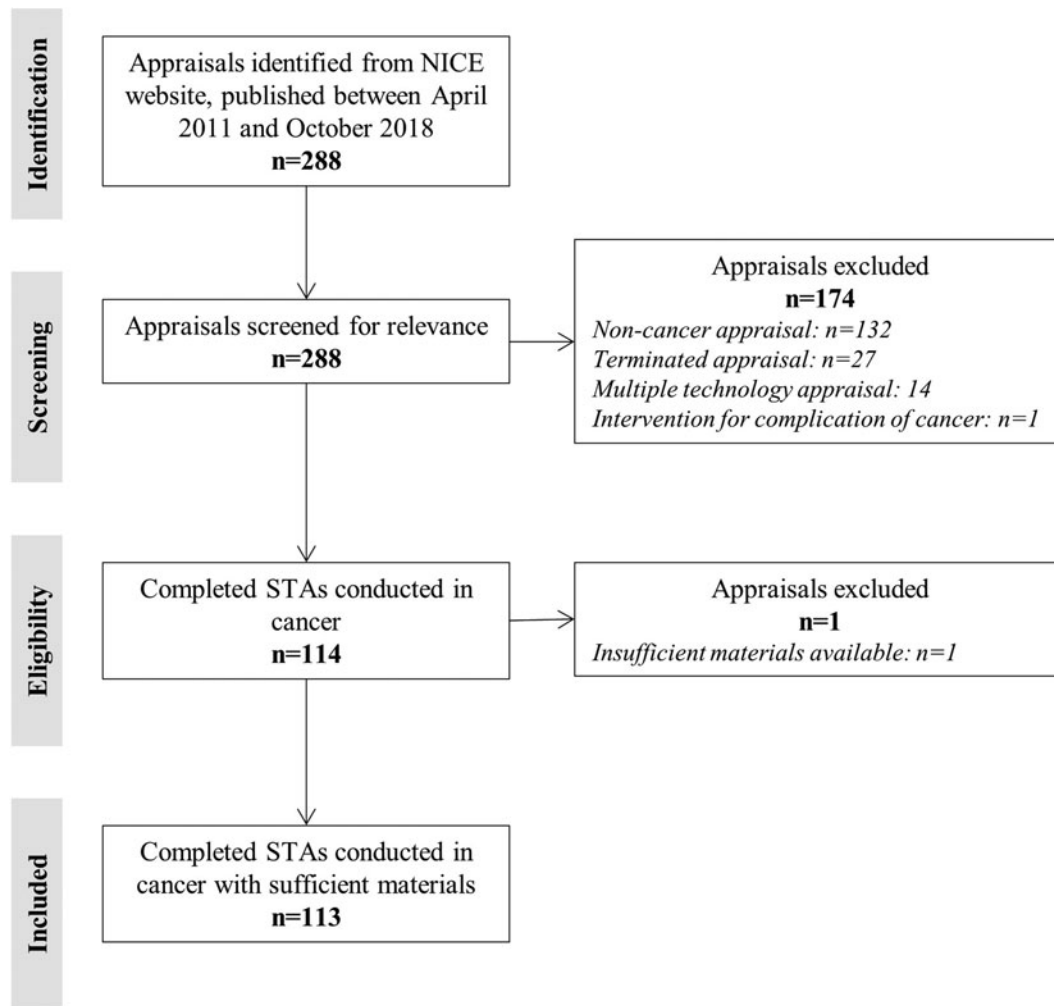 Identification
Appraisals identified from NICE
website, published between April
2011 and October 2018
n=288
Screening
Appraisals screened for relevance
n=288
Appraisals excluded
n=174
Non-cancer appraisal: n=132
Terminated appraisal: n=27
Multiple technology appraisal: 14
Intervention for complication of cancer: n=1
Eligibility
Completed STAs conducted in
cancer
n=114
Appraisals excluded
n=1
Insufficient materials available: n=1
Included
Completed STAs conducted in
cancer with sufficient materials
n=113